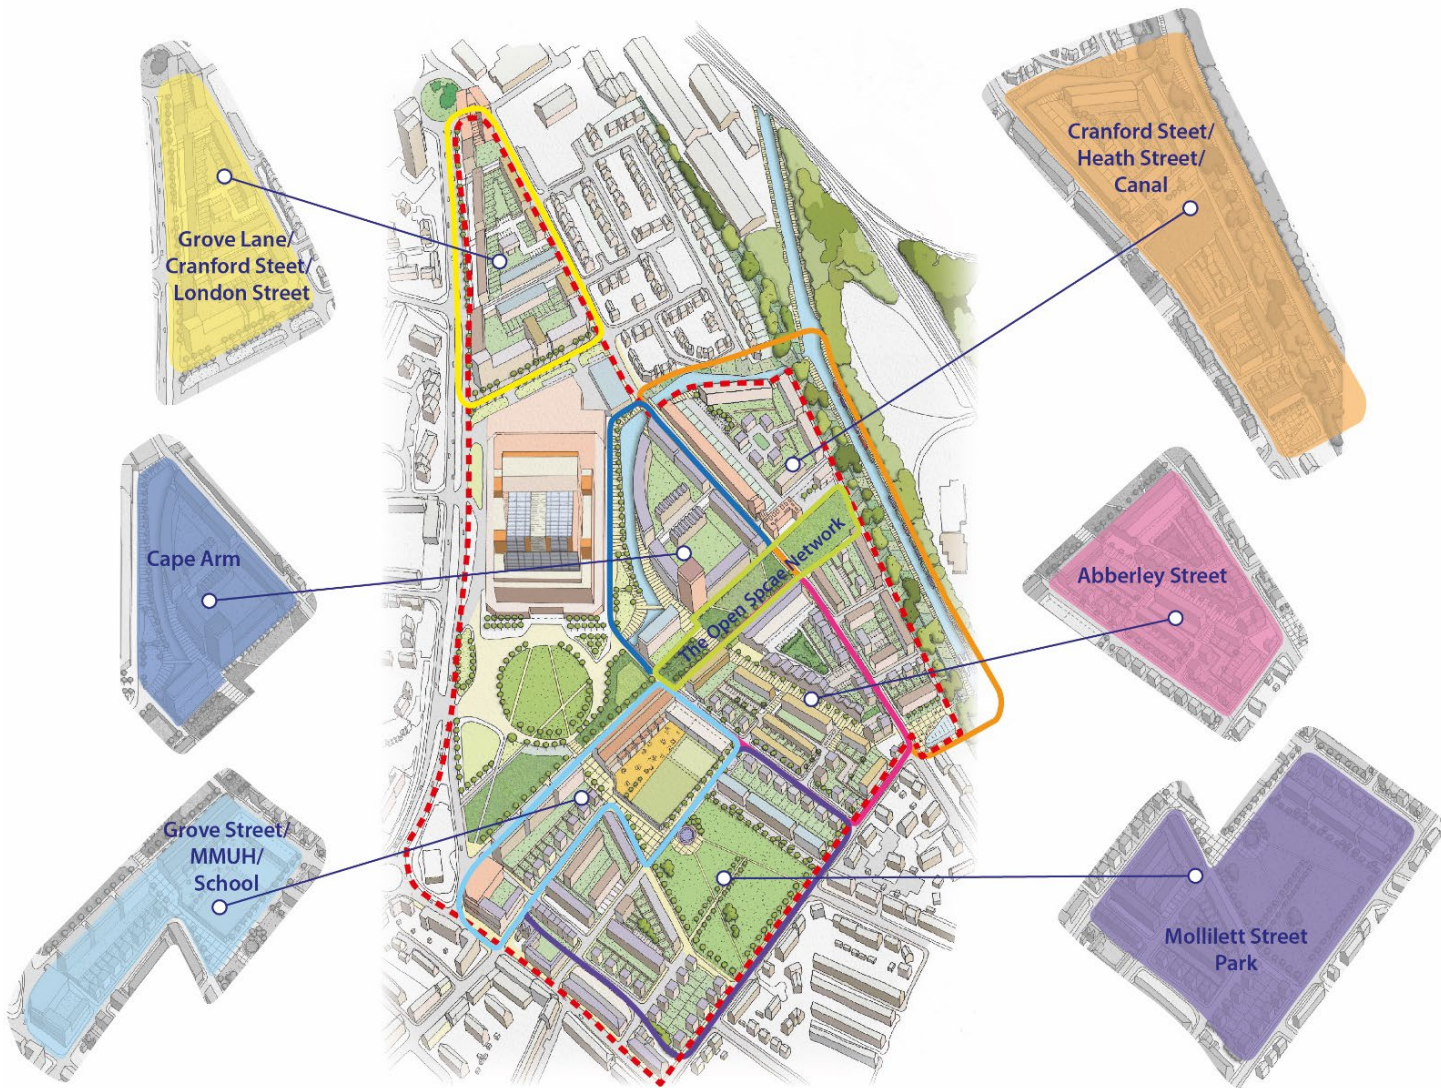 Grove Lane/
Cranford Steet/
London Street
Cranford Steet/
Heath Street/
Canal
Cape Arm
The Open Spcae Network
Abberley Street
Grove Street/
MMUH/
School
Mollilett Street
Park